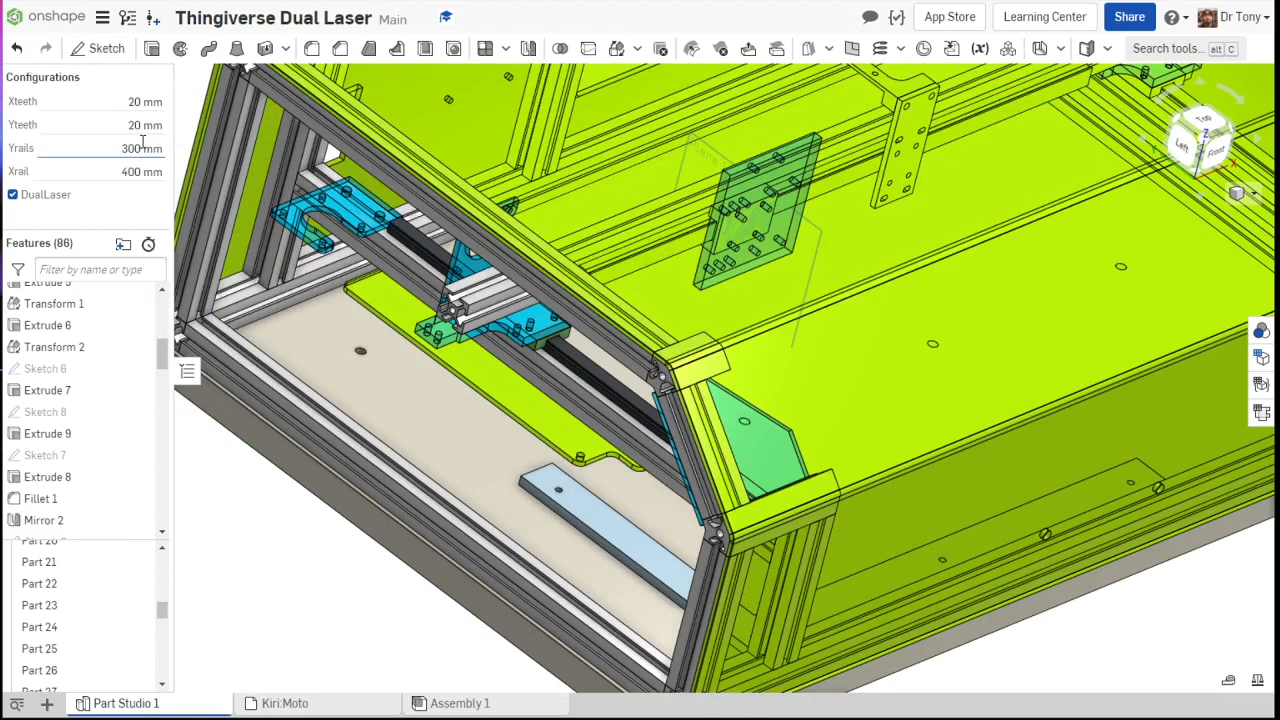 onshape
Thingiverse Dual Laser
Main
App Store
Learning Center
Share
Dr Tony
Sketch
Search tools...
alt
C
Configurations
Xteeth
20 mm
Yteeth
20 mm
Yrails
300 mm
Xrail
400 mm
DualLaser
Features (86)
Filter by name or type
Transform 1
Extrude 6
Transform 2
Sketch 6
Extrude 7
Sketch 8
Extrude 9
Sketch 7
Extrude 8
Fillet 1
Mirror 2
Part 21
Part 22
Part 23
Part 24
Part 25
Part 26
Top
Left
Front
Z
X
Y
Part Studio 1
Kiri:Moto
Assembly 1